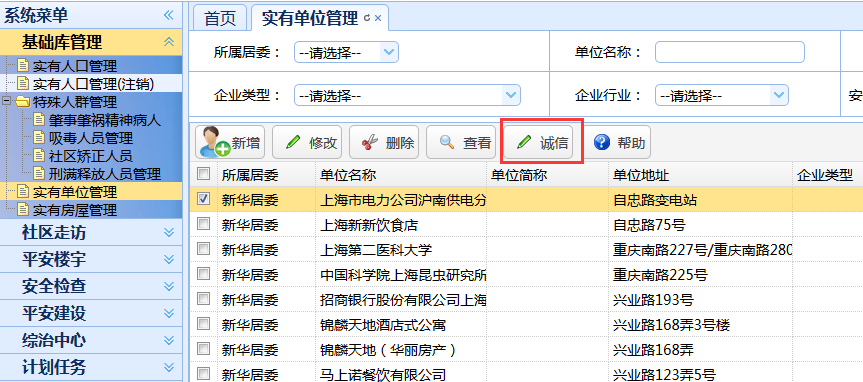 系统菜单
基础库管理
实有人口管理
实有人口管理(注销)
特殊人群管理
肇事肇祸精神病人
吸毒人员管理
社区矫正人员
刑满释放人员管理
实有单位管理
实有房屋管理
社区走访
平安楼宇
安全检查
平安建设
综治中心
计划任务
首页 实有单位管理
所属居委： --请选择-- 单位名称：
企业类型： --请选择-- 企业行业： --请选择-- 安
新增 修改 删除 查看 诚信 帮助
所属居委 单位名称 单位简称 单位地址 企业类型
新华居委 上海市电力公司沪南供电分 自忠路变电站
新华居委 上海新新饮食店 自忠路75号
新华居委 上海第二医科大学 重庆南路227号/重庆南路280
新华居委 中国科学院上海昆虫研究所 重庆南路225号
新华居委 招商银行股份有限公司上海 兴业路193号
新华居委 锦麟天地酒店式公寓 兴业路168弄3号楼
新华居委 锦麟天地（华丽房产） 兴业路168弄
新华居委 马上诺餐饮有限公司 兴业路123弄5号